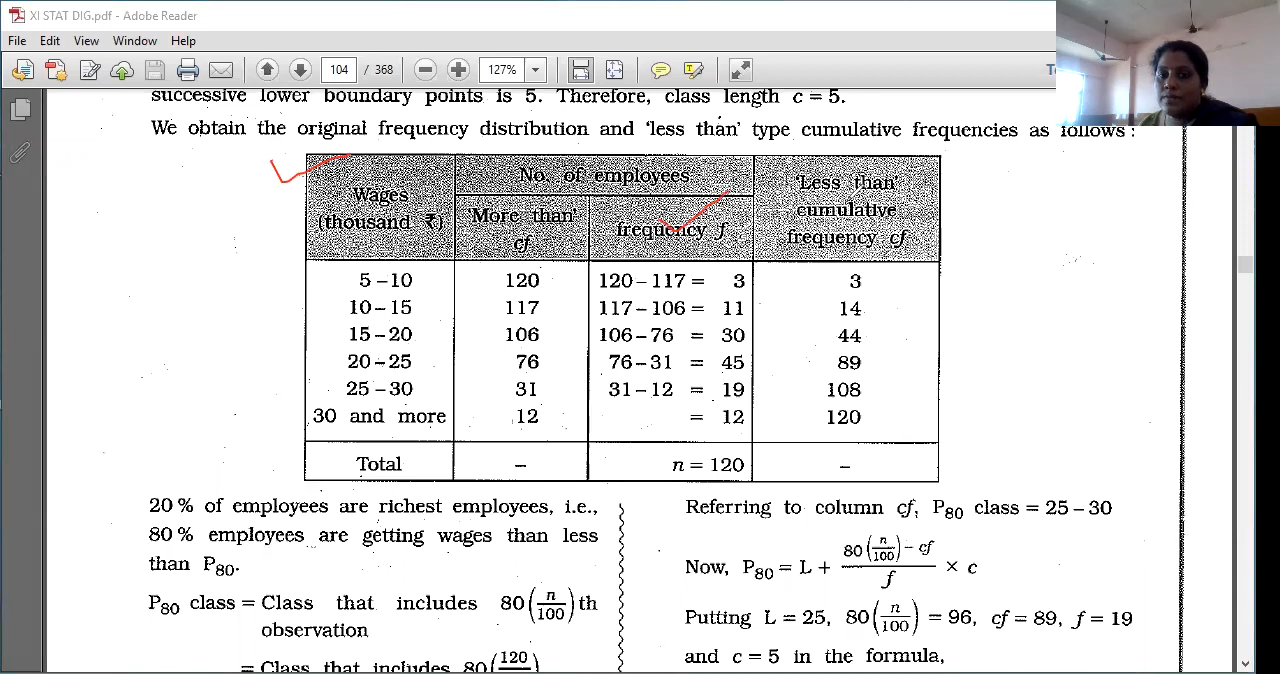 XI STAT DIG.pdf - Adobe Reader
File Edit View Window Help
104 / 368 127%
successive lower boundary points is 5. Therefore, class length c = 5.
We obtain the original frequency distribution and 'less than' type cumulative frequencies as follows :
Wages (thousand ₹) No. of employees 'Less than' cumulative frequency cf
'More than' cf frequency f
5 – 10 120 120 – 117 = 3 3
10 – 15 117 117 – 106 = 11 14
15 – 20 106 106 – 76 = 30 44
20 – 25 76 76 – 31 = 45 89
25 – 30 31 31 – 12 = 19 108
30 and more 12 = 12 120
Total – n = 120 –
20 % of employees are richest employees, i.e.,
80 % employees are getting wages than less
than P80.
P80 class = Class that includes 80(n/100)th
observation
= Class that includes 80(120
Referring to column cf, P80 class = 25 – 30
Now, P80 = L + (80(n/100) – cf)/f × c
Putting L = 25, 80(n/100) = 96, cf = 89, f = 19
and c = 5 in the formula,